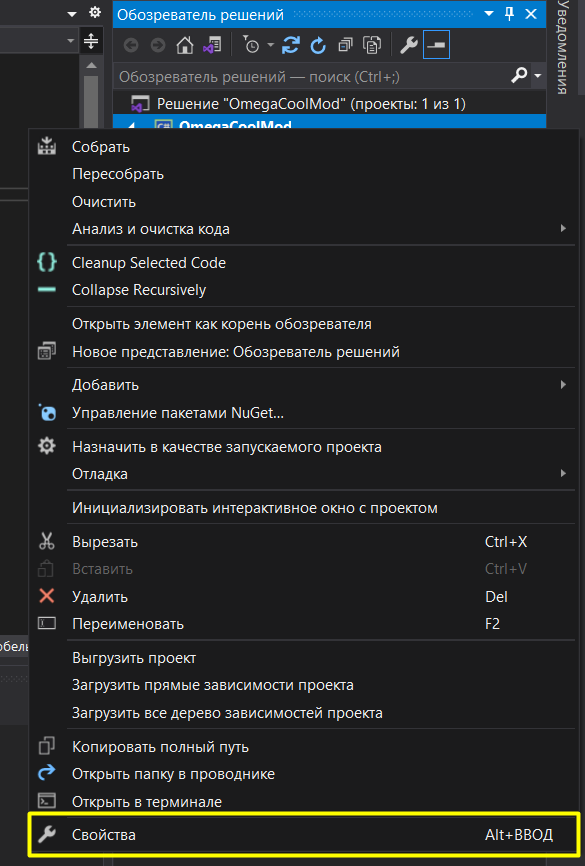 Обозреватель решений
Уведомления
Обозреватель решений — поиск (Ctrl+;)
Решение "OmegaCoolMod" (проекты: 1 из 1)
C# OmegaCoolMod
Собрать
Пересобрать
Очистить
Анализ и очистка кода
Cleanup Selected Code
Collapse Recursively
Открыть элемент как корень обозревателя
Новое представление: Обозреватель решений
Добавить
Управление пакетами NuGet...
Назначить в качестве запускаемого проекта
Отладка
Инициализировать интерактивное окно с проектом
Вырезать Ctrl+X
Вставить Ctrl+V
Удалить Del
Переименовать F2
Выгрузить проект
Загрузить прямые зависимости проекта
Загрузить все дерево зависимостей проекта
Копировать полный путь
Открыть папку в проводнике
Открыть в терминале
Свойства Alt+ВВОД